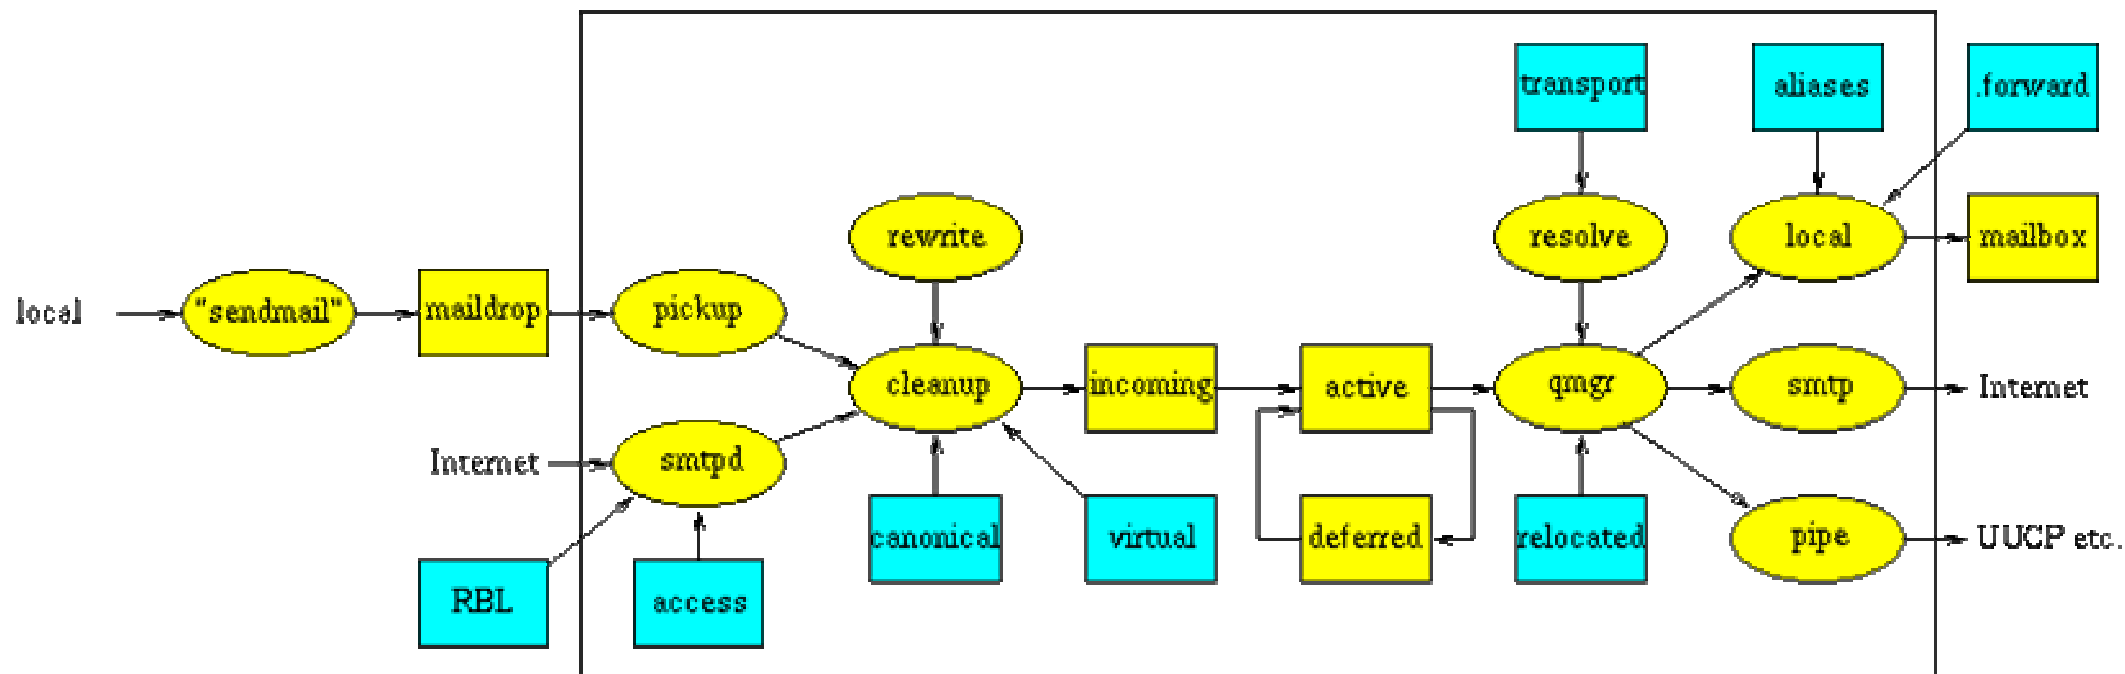 transport
aliases
.forward
rewrite
resolve
local
mailbox
local
"sendmail"
maildrop
pickup
cleanup
incoming
active
qmgr
smtp
Internet
Internet
smtpd
canonical
virtual
deferred
relocated
pipe
UUCP etc.
RBL
access